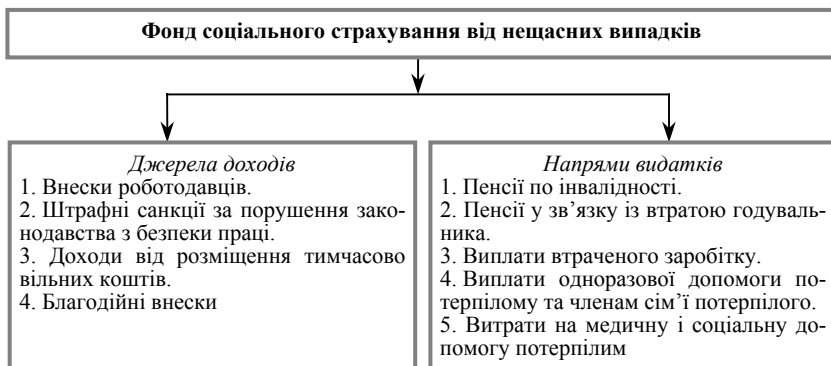 Фонд соціального страхування від нещасних випадків
Джерела доходів
1. Внески роботодавців.
2. Штрафні санкції за порушення зако-
нодавства з безпеки праці.
3. Доходи від розміщення тимчасово
вільних коштів.
4. Благодійні внески
Напрями видатків
1. Пенсії по інвалідності.
2. Пенсії у зв’язку із втратою годуваль-
ника.
3. Виплати втраченого заробітку.
4. Виплати одноразової допомоги по-
терпілому та членам сім’ї потерпілого.
5. Витрати на медичну і соціальну до-
помогу потерпілим